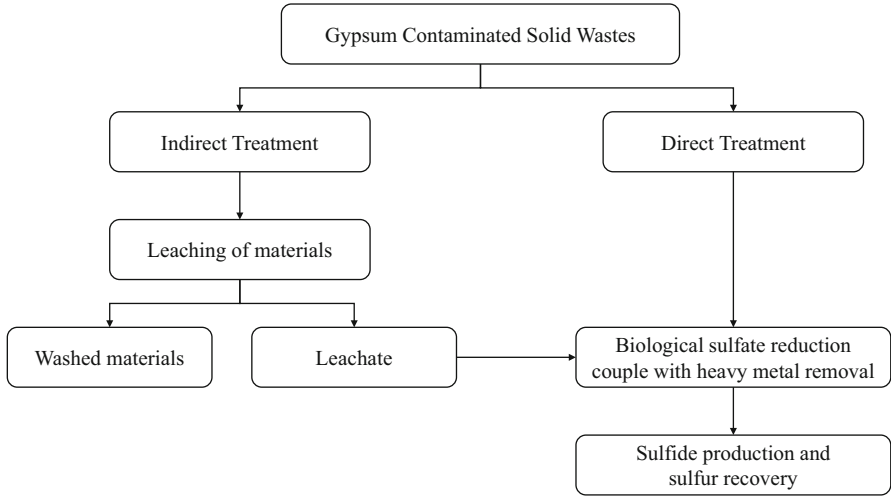 Gypsum Contaminated Solid Wastes
Indirect Treatment
Direct Treatment
Leaching of materials
Washed materials
Leachate
Biological sulfate reduction
couple with heavy metal removal
Sulfide production and
sulfur recovery